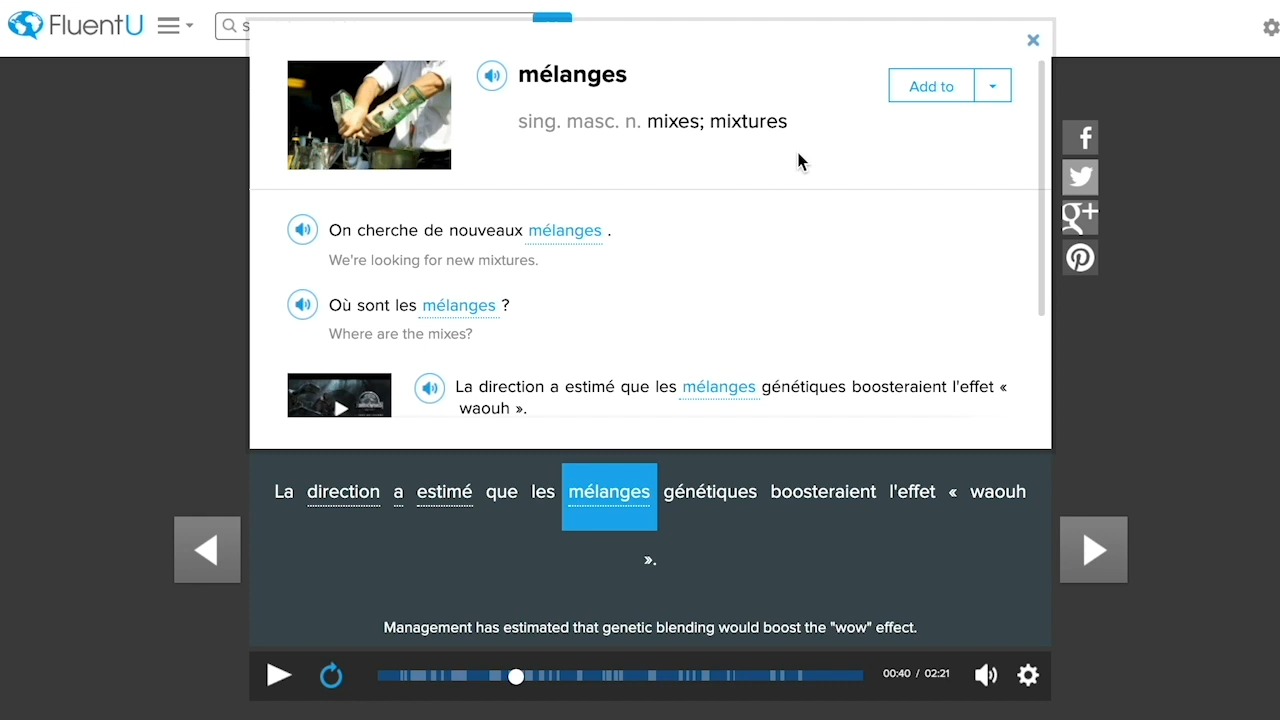 FluentU
s
mélanges
Add to
sing. masc. n. mixes; mixtures
On cherche de nouveaux mélanges .
We're looking for new mixtures.
Où sont les mélanges ?
Where are the mixes?
La direction a estimé que les mélanges génétiques boosteraient l'effet «
waouh ».
La direction a estimé que les mélanges génétiques boosteraient l'effet « waouh
».
Management has estimated that genetic blending would boost the "wow" effect.
00:40 / 02:21